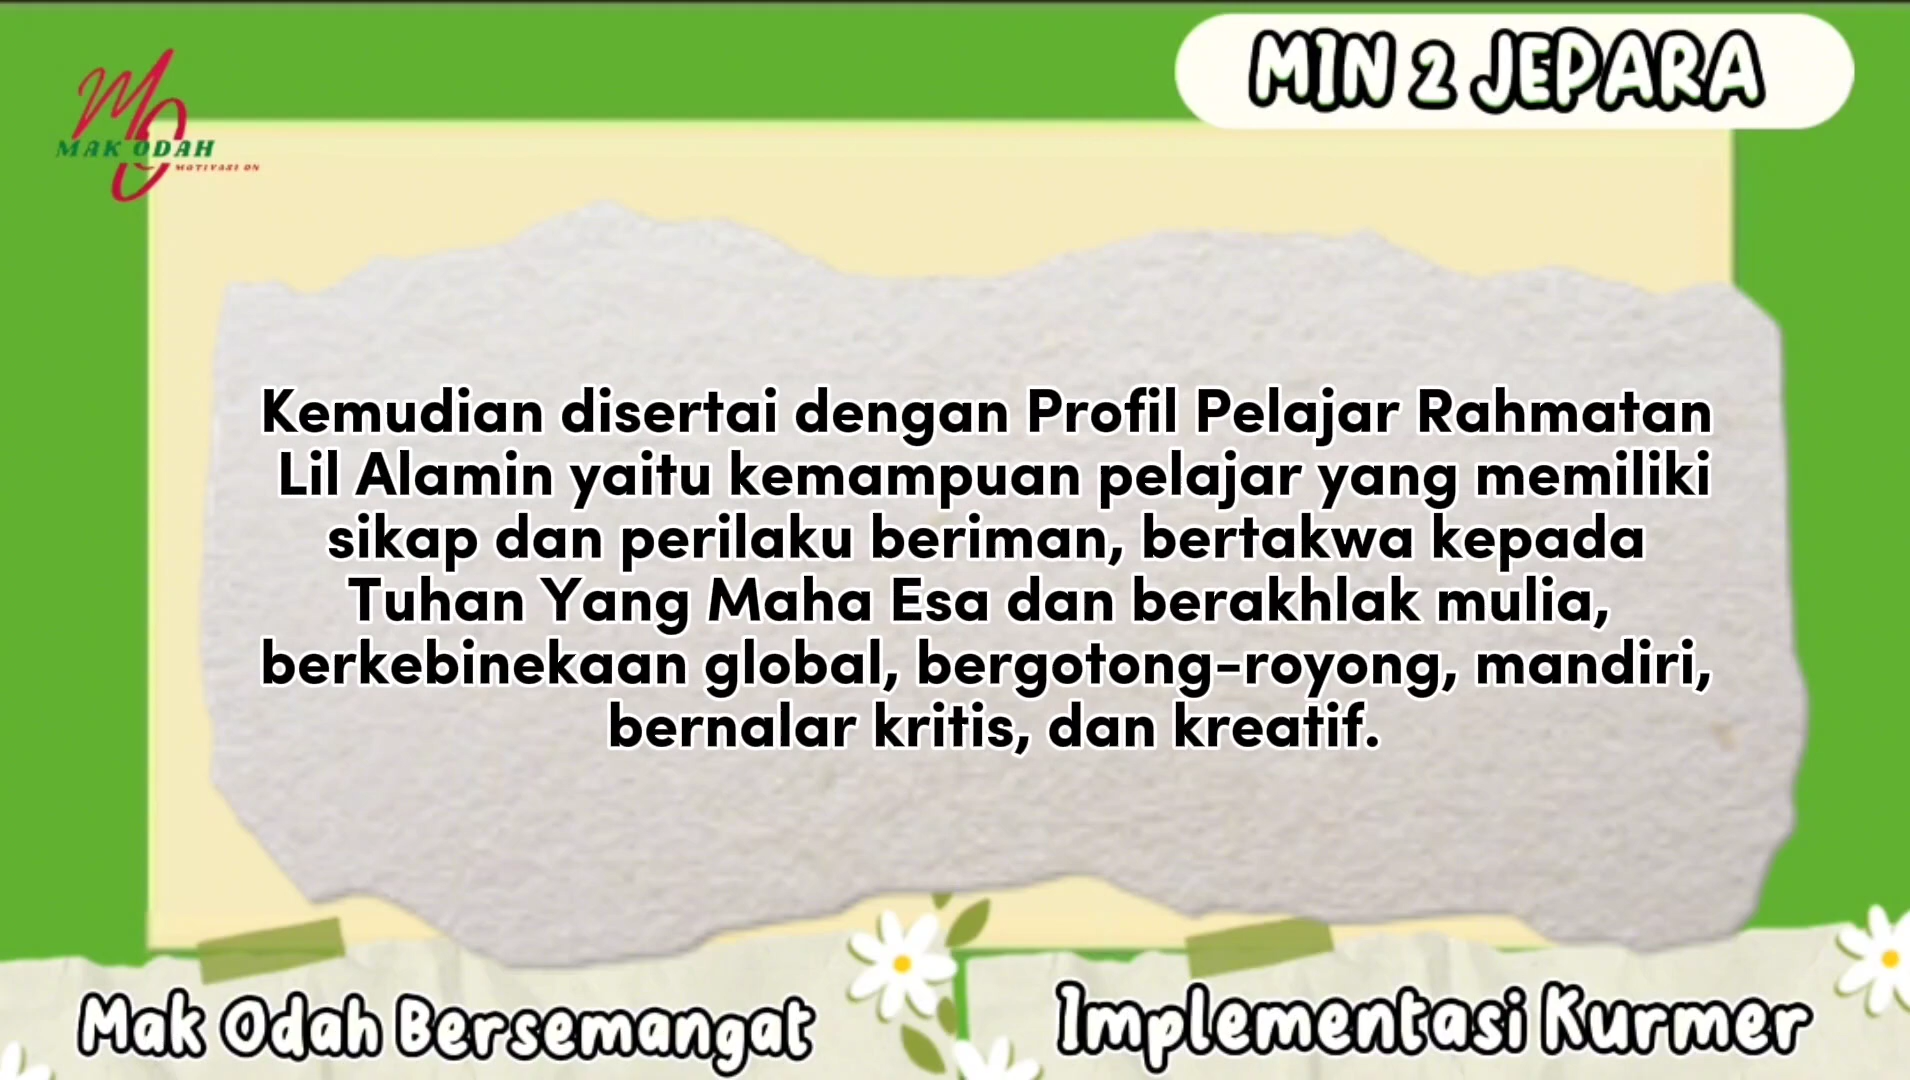 MIN 2 JEPARA
MAK ODAH
MOTIVASI ON
Kemudian disertai dengan Profil Pelajar Rahmatan
Lil Alamin yaitu kemampuan pelajar yang memiliki
sikap dan perilaku beriman, bertakwa kepada
Tuhan Yang Maha Esa dan berakhlak mulia,
berkebinekaan global, bergotong-royong, mandiri,
bernalar kritis, dan kreatif.
Mak Odah Bersemangat
Implementasi Kurmer